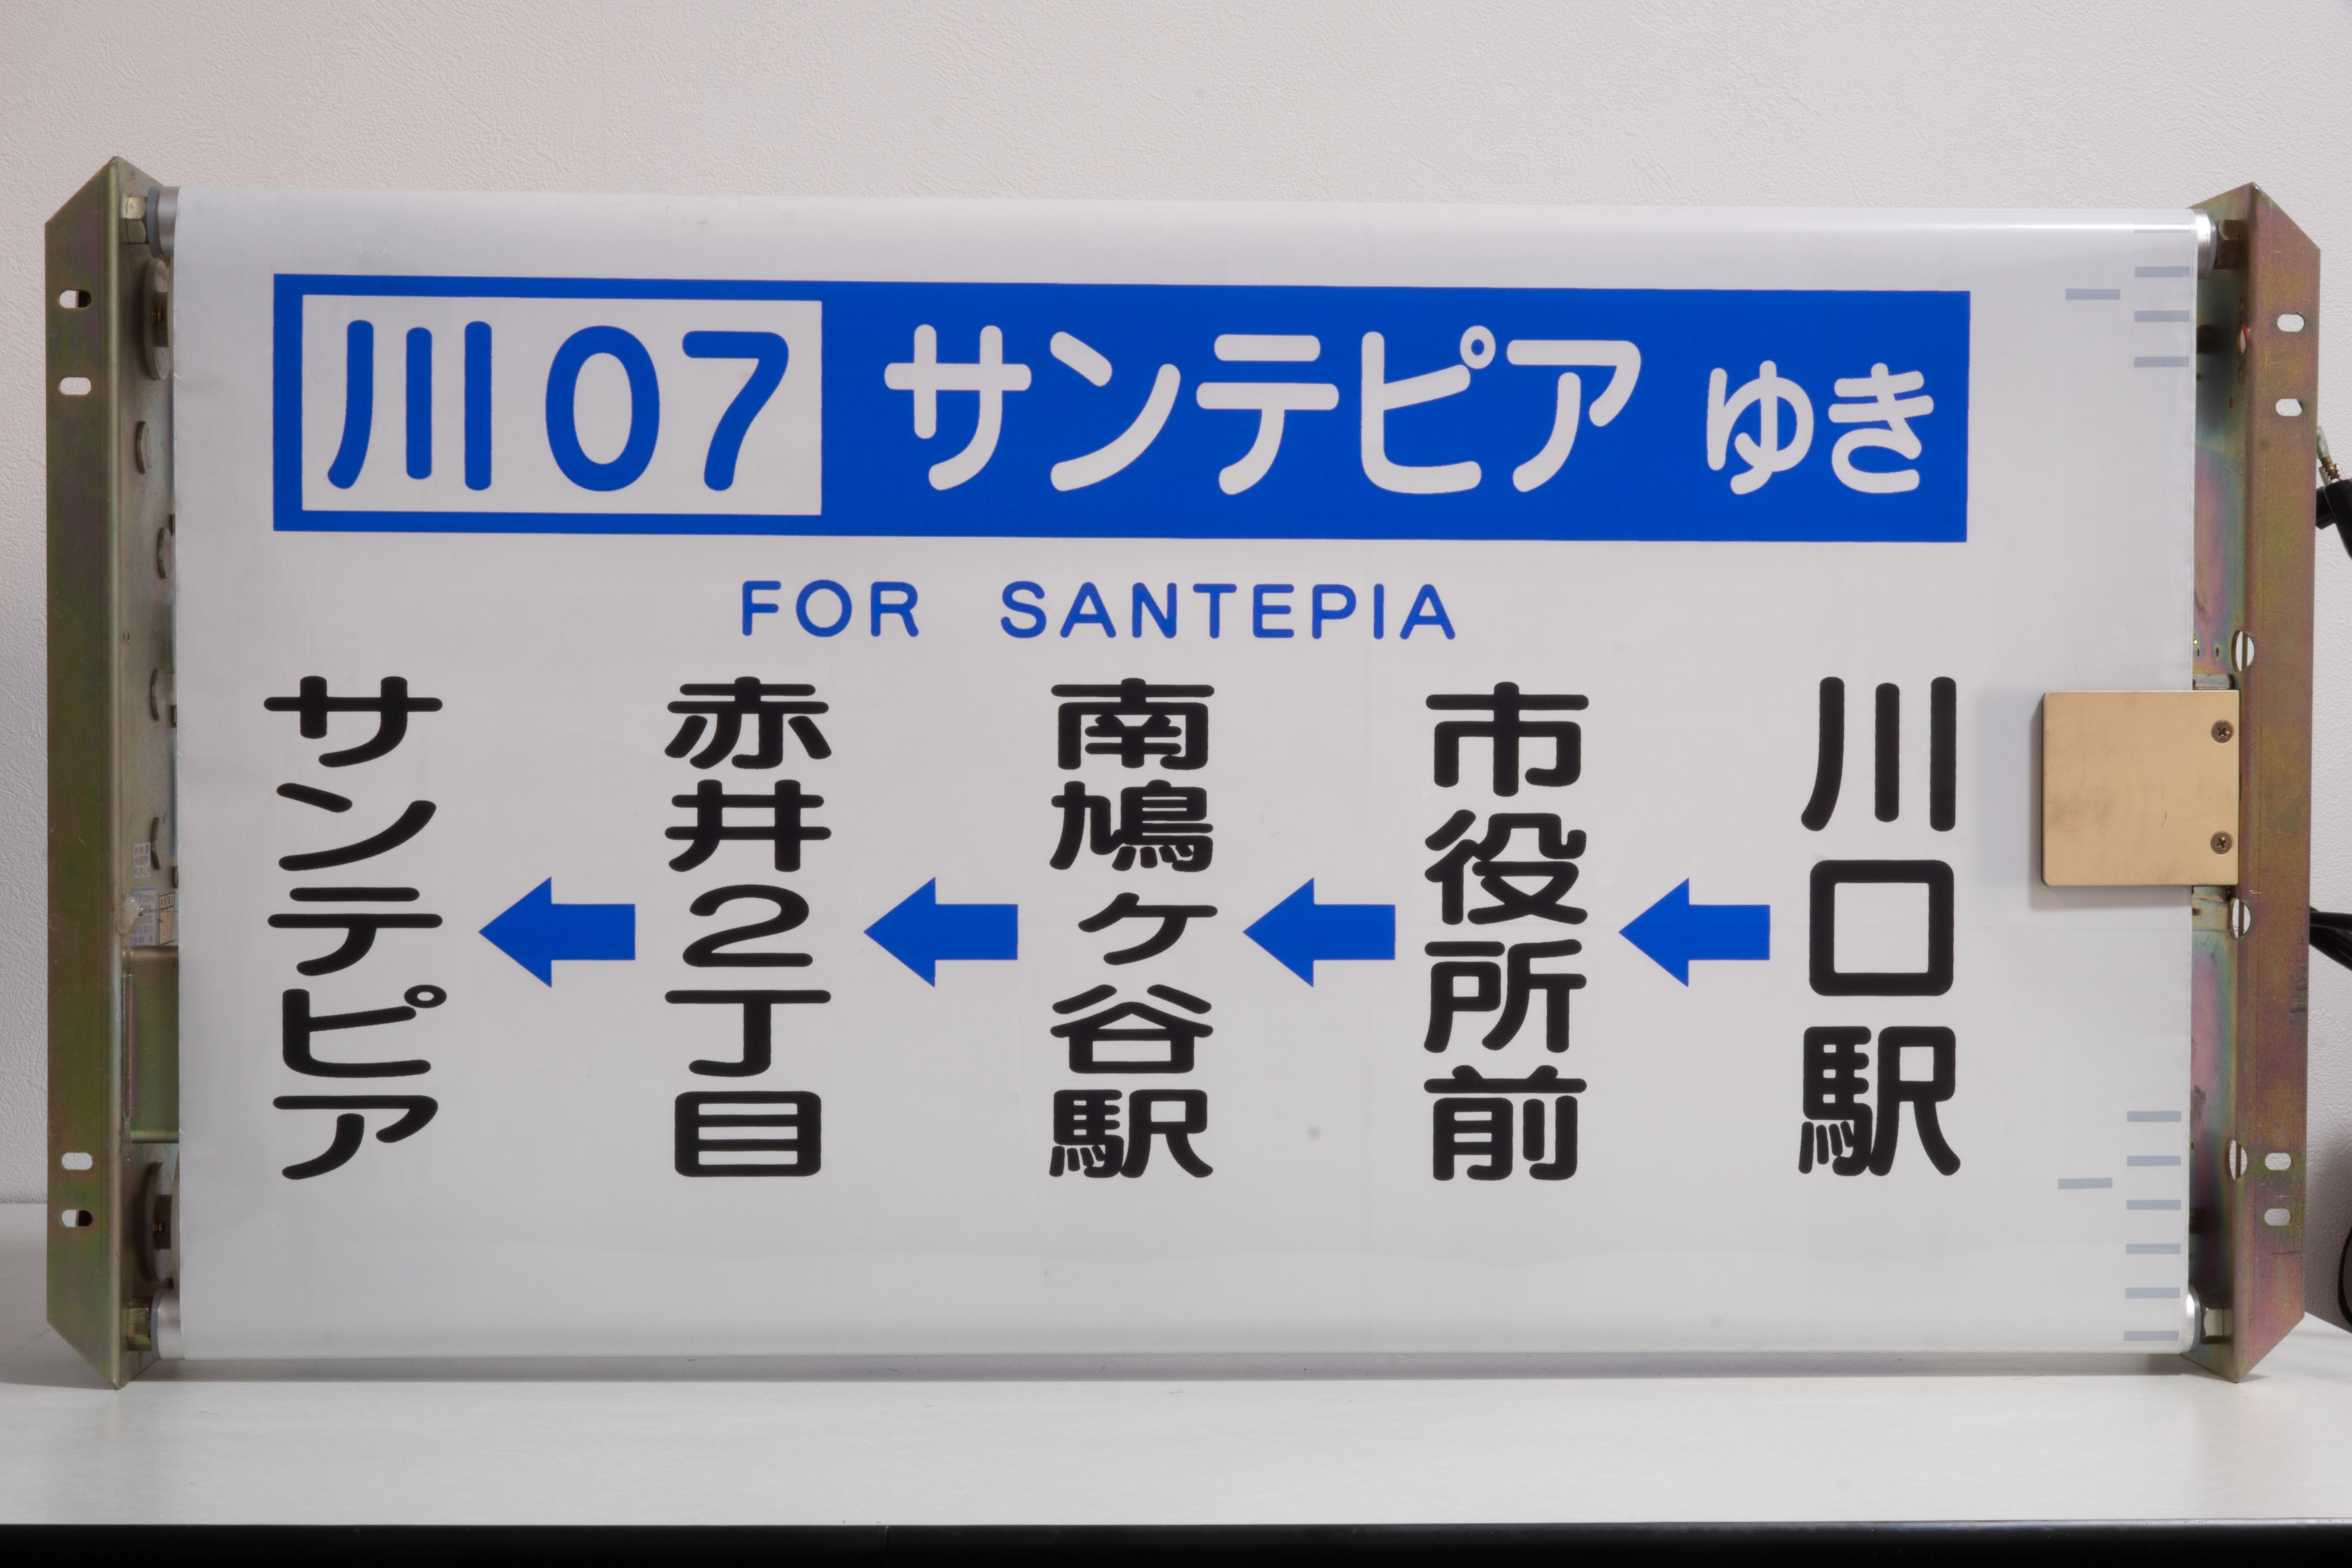 川07 サンテピア ゆき
FOR SANTEPIA
川口駅
市役所前
南鳩ヶ谷駅
赤井2丁目
サンテピア